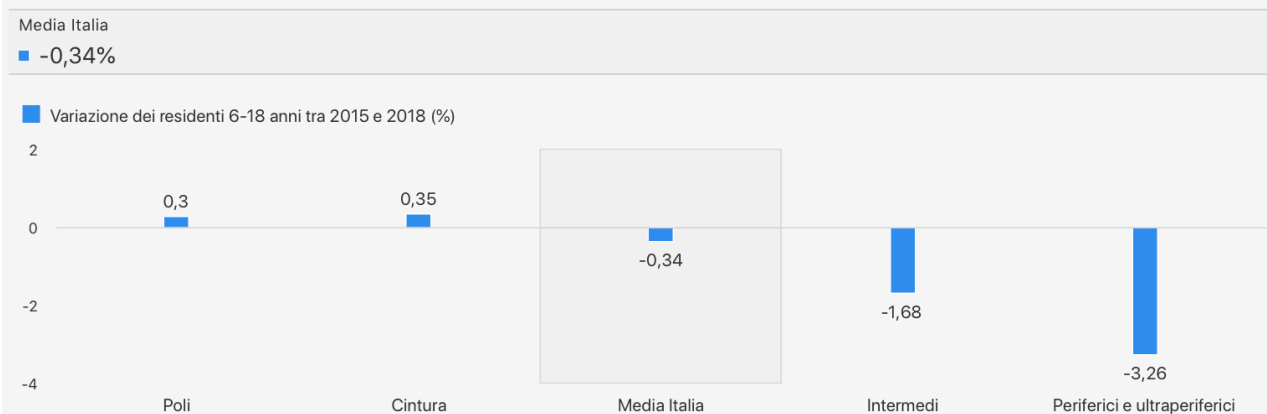 Media Italia
-0,34%
Variazione dei residenti 6-18 anni tra 2015 e 2018 (%)
2
0,3
0,35
0
-0,34
-2
-1,68
-3,26
-4
Poli
Cintura
Media Italia
Intermedi
Periferici e ultraperiferici